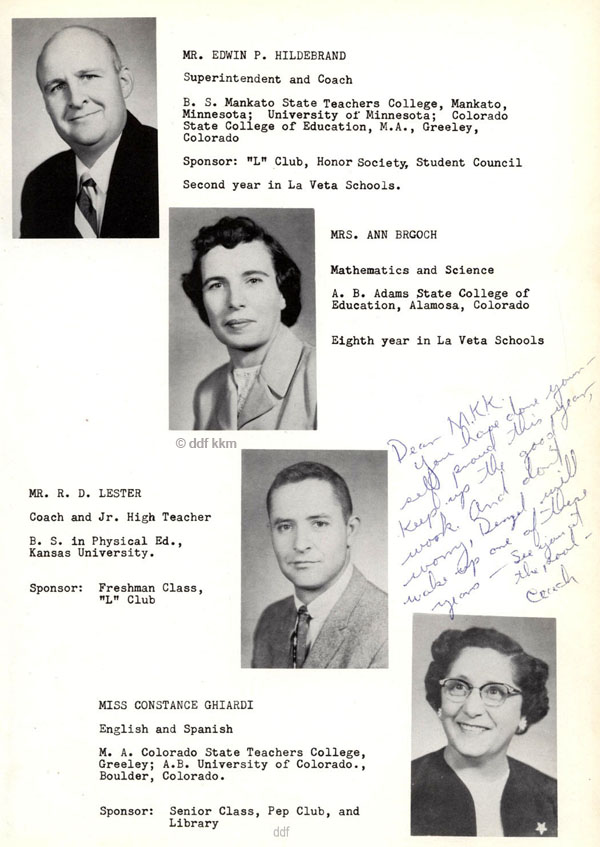 MR. EDWIN P. HILDEBRAND
Superintendent and Coach
B. S. Mankato State Teachers College, Mankato,
Minnesota; University of Minnesota; Colorado
State College of Education, M.A., Greeley,
Colorado
Sponsor: "L" Club, Honor Society, Student Council
Second year in La Veta Schools.
MRS. ANN BRGOCH
Mathematics and Science
A. B. Adams State College of
Education, Alamosa, Colorado
Eighth year in La Veta Schools
© ddf kkm
Dear M.KK.,
You have done your-
self proud this year,
Keep up the good
work. And don't
worry, Denzel will
wake up one of these
years — See you at
the
Coach
MR. R. D. LESTER
Coach and Jr. High Teacher
B. S. in Physical Ed.,
Kansas University.
Sponsor: Freshman Class,
"L" Club
MISS CONSTANCE GHIARDI
English and Spanish
M. A. Colorado State Teachers College,
Greeley; A.B. University of Colorado.,
Boulder, Colorado.
Sponsor: Senior Class, Pep Club, and
Library
ddf